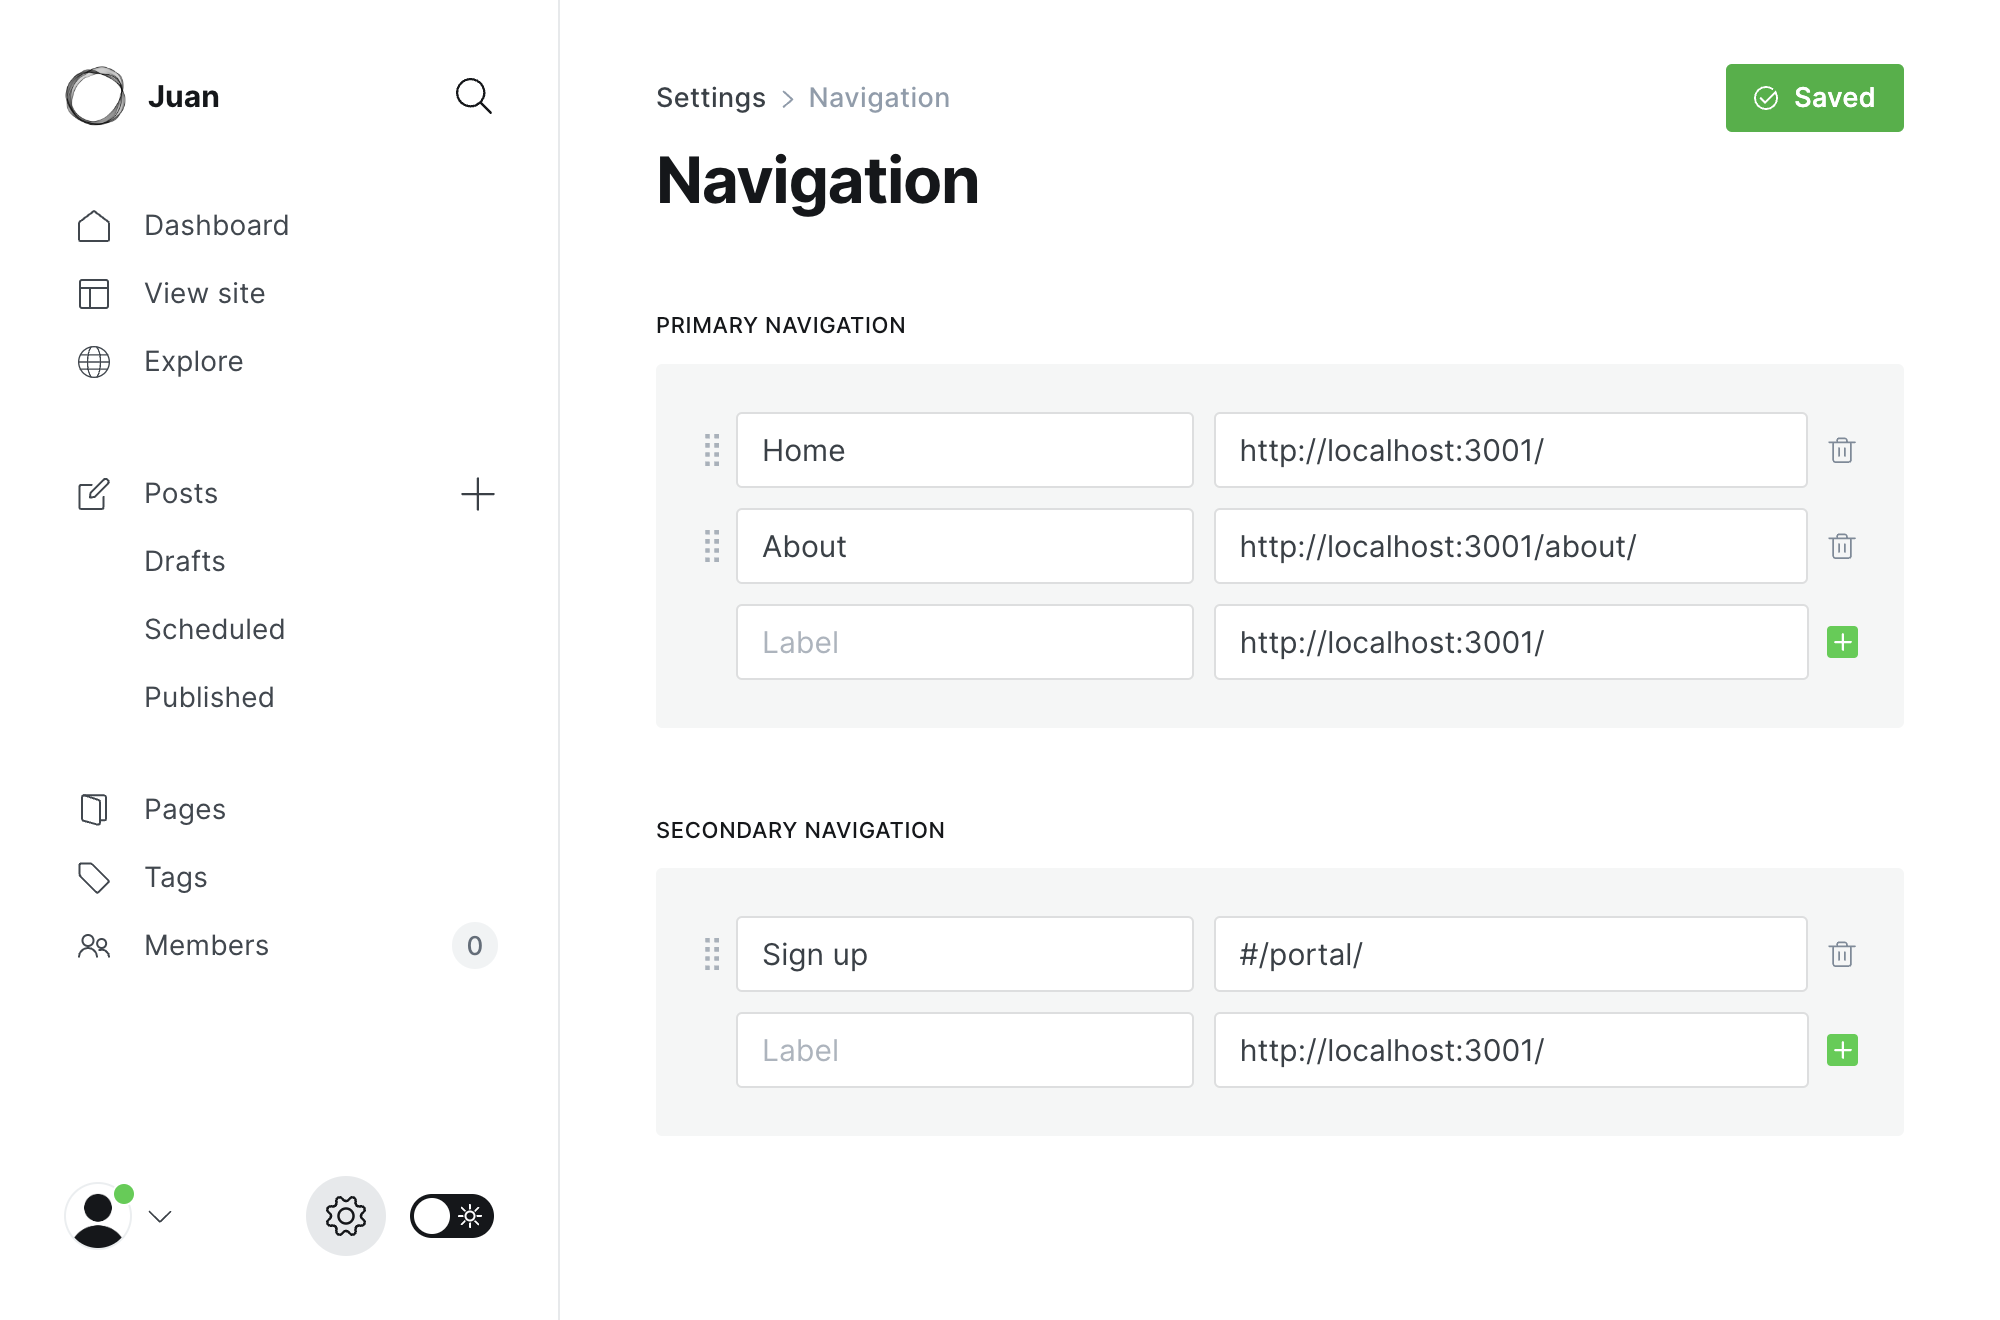 Juan
Dashboard
View site
Explore
Posts
Drafts
Scheduled
Published
Pages
Tags
Members 0
Settings > Navigation
Saved
Navigation
PRIMARY NAVIGATION
Home http://localhost:3001/
About http://localhost:3001/about/
Label http://localhost:3001/
SECONDARY NAVIGATION
Sign up #/portal/
Label http://localhost:3001/